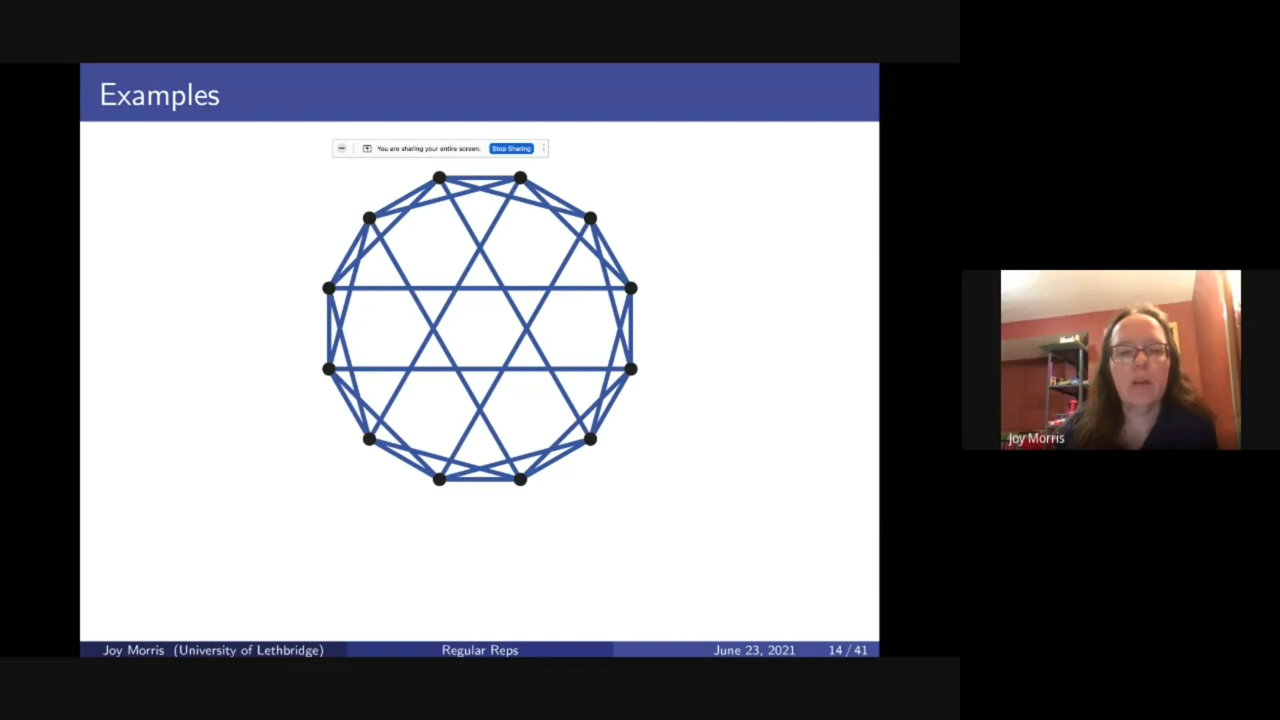 Examples
You are sharing your entire screen.
Stop Sharing
Joy Morris
Joy Morris (University of Lethbridge)
Regular Reps
June 23, 2021
14 / 41